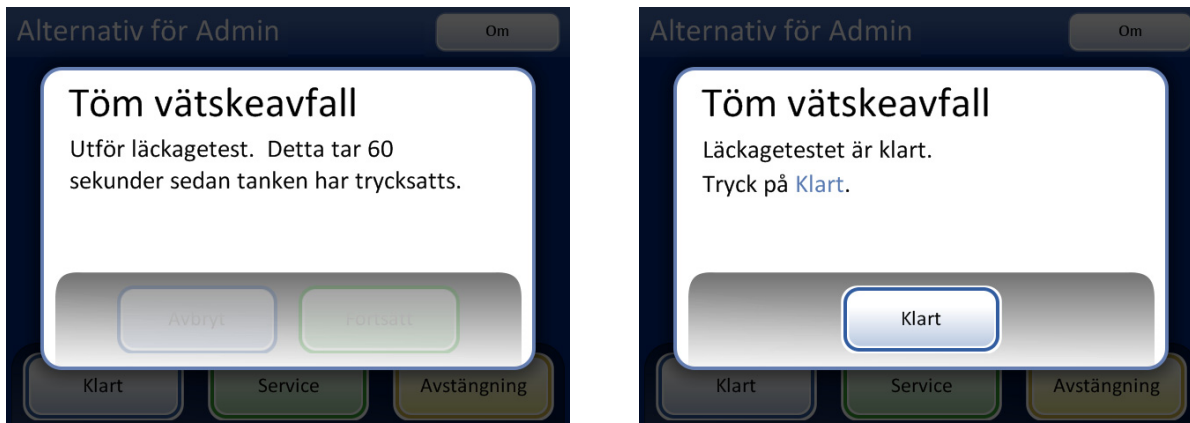 Alternativ för Admin
Om
Töm vätskeavfall
Utför läckagetest. Detta tar 60
sekunder sedan tanken har trycksatts.
Avbryt
Fortsätt
Klart
Service
Avstängning
Alternativ för Admin
Om
Töm vätskeavfall
Läckagetestet är klart.
Tryck på Klart.
Klart
Klart
Service
Avstängning